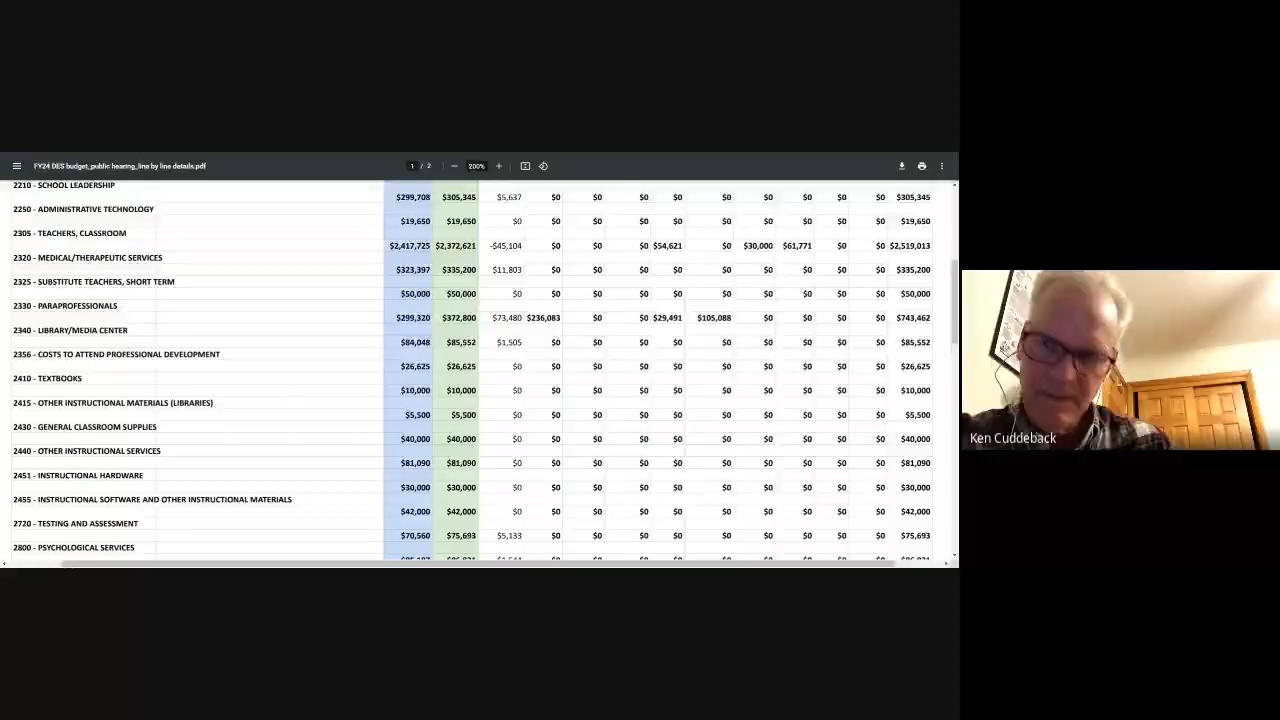 FY24 DES budget_public hearing_line by line details.pdf
1 / 2
200%
2210 - SCHOOL LEADERSHIP
$299,708 $305,345 $5,637 $0 $0 $0 $0 $0 $0 $0 $0 $305,345
2250 - ADMINISTRATIVE TECHNOLOGY
$19,650 $19,650 $0 $0 $0 $0 $0 $0 $0 $0 $0 $19,650
2305 - TEACHERS, CLASSROOM
$2,417,725 $2,372,621 -$45,104 $0 $0 $0 $54,621 $0 $30,000 $61,771 $0 $2,519,013
2320 - MEDICAL/THERAPEUTIC SERVICES
$323,397 $335,200 $11,803 $0 $0 $0 $0 $0 $0 $0 $0 $335,200
2325 - SUBSTITUTE TEACHERS, SHORT TERM
$50,000 $50,000 $0 $0 $0 $0 $0 $0 $0 $0 $0 $50,000
2330 - PARAPROFESSIONALS
$299,320 $372,800 $73,480 $236,083 $0 $0 $29,491 $105,088 $0 $0 $0 $743,462
2340 - LIBRARY/MEDIA CENTER
$84,048 $85,552 $1,505 $0 $0 $0 $0 $0 $0 $0 $0 $85,552
2356 - COSTS TO ATTEND PROFESSIONAL DEVELOPMENT
$26,625 $26,625 $0 $0 $0 $0 $0 $0 $0 $0 $0 $26,625
2410 - TEXTBOOKS
$10,000 $10,000 $0 $0 $0 $0 $0 $0 $0 $0 $0 $10,000
2415 - OTHER INSTRUCTIONAL MATERIALS (LIBRARIES)
$5,500 $5,500 $0 $0 $0 $0 $0 $0 $0 $0 $0 $5,500
2430 - GENERAL CLASSROOM SUPPLIES
$40,000 $40,000 $0 $0 $0 $0 $0 $0 $0 $0 $0 $40,000
2440 - OTHER INSTRUCTIONAL SERVICES
$81,090 $81,090 $0 $0 $0 $0 $0 $0 $0 $0 $0 $81,090
2451 - INSTRUCTIONAL HARDWARE
$30,000 $30,000 $0 $0 $0 $0 $0 $0 $0 $0 $0 $30,000
2455 - INSTRUCTIONAL SOFTWARE AND OTHER INSTRUCTIONAL MATERIALS
$42,000 $42,000 $0 $0 $0 $0 $0 $0 $0 $0 $0 $42,000
2720 - TESTING AND ASSESSMENT
$70,560 $75,693 $5,133 $0 $0 $0 $0 $0 $0 $0 $0 $75,693
2800 - PSYCHOLOGICAL SERVICES
Ken Cuddeback